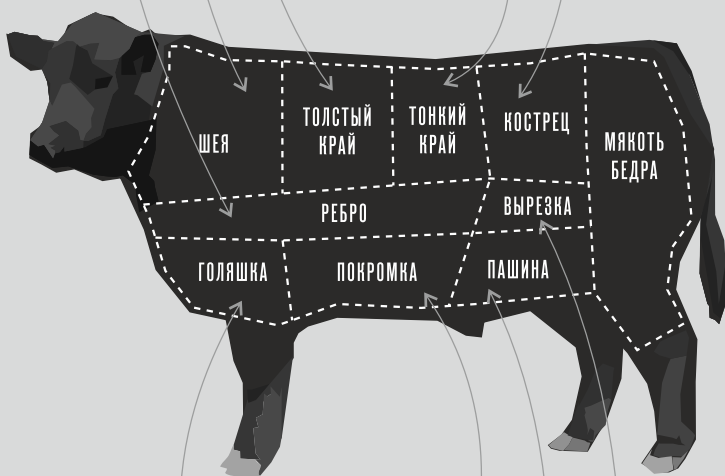 ШЕЯ
ТОЛСТЫЙ
КРАЙ
ТОНКИЙ
КРАЙ
КОСТРЕЦ
МЯКОТЬ
БЕДРА
РЕБРО
ВЫРЕЗКА
ГОЛЯШКА
ПОКРОМКА
ПАШИНА